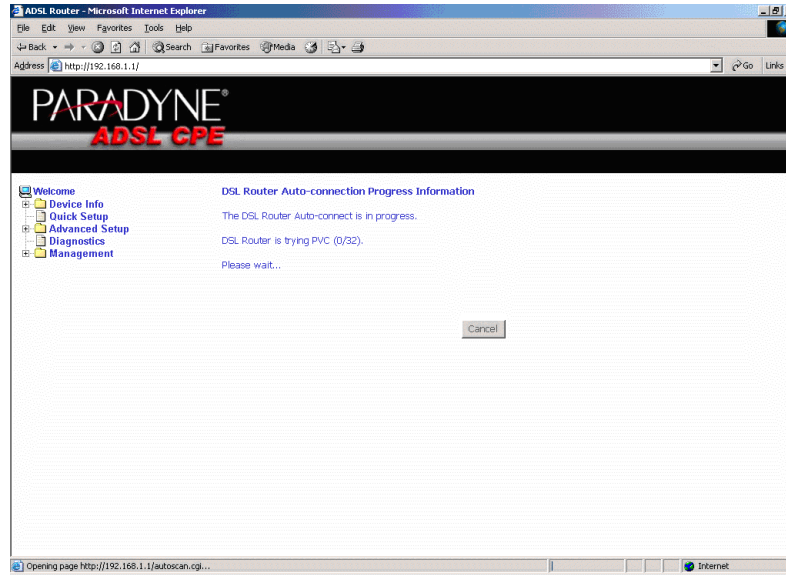 ADSL Router - Microsoft Internet Explorer
File Edit View Favorites Tools Help
Back Search Favorites Media
Address http://192.168.1.1/ Go Links
PARADYNE®
ADSL CPE
Welcome
Device Info
Quick Setup
Advanced Setup
Diagnostics
Management
DSL Router Auto-connection Progress Information
The DSL Router Auto-connect is in progress.
DSL Router is trying PVC (0/32).
Please wait...
Cancel
Opening page http://192.168.1.1/autoscan.cgi... Internet